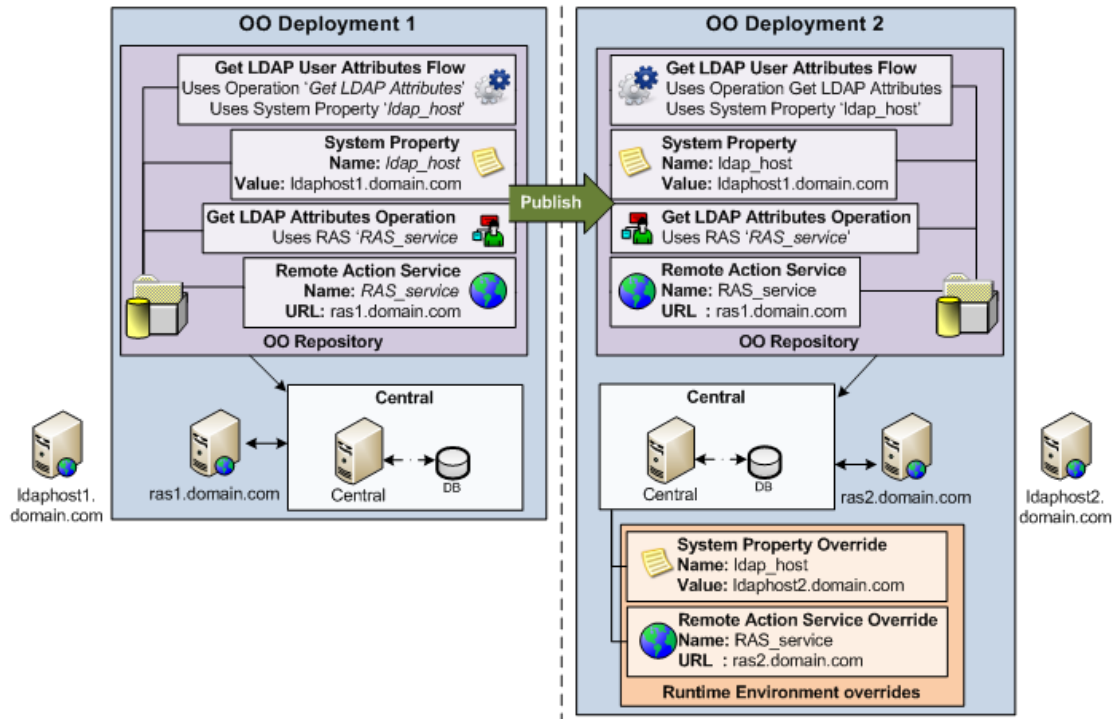 OO Deployment 1
Get LDAP User Attributes Flow
Uses Operation ‘Get LDAP Attributes’
Uses System Property ‘ldap_host’
System Property
Name: ldap_host
Value: ldaphost1.domain.com
Get LDAP Attributes Operation
Uses RAS ‘RAS_service’
Remote Action Service
Name: RAS_service
URL: ras1.domain.com
OO Repository
Central
Central
DB
ras1.domain.com
ldaphost1.
domain.com
Publish
OO Deployment 2
Get LDAP User Attributes Flow
Uses Operation Get LDAP Attributes
Uses System Property ‘ldap_host’
System Property
Name: ldap_host
Value: ldaphost1.domain.com
Get LDAP Attributes Operation
Uses RAS ‘RAS_service’
Remote Action Service
Name: RAS_service
URL : ras1.domain.com
OO Repository
Central
Central
DB
ras2.domain.com
ldaphost2.
domain.com
System Property Override
Name: ldap_host
Value: ldaphost2.domain.com
Remote Action Service Override
Name: RAS_service
URL : ras2.domain.com
Runtime Environment overrides